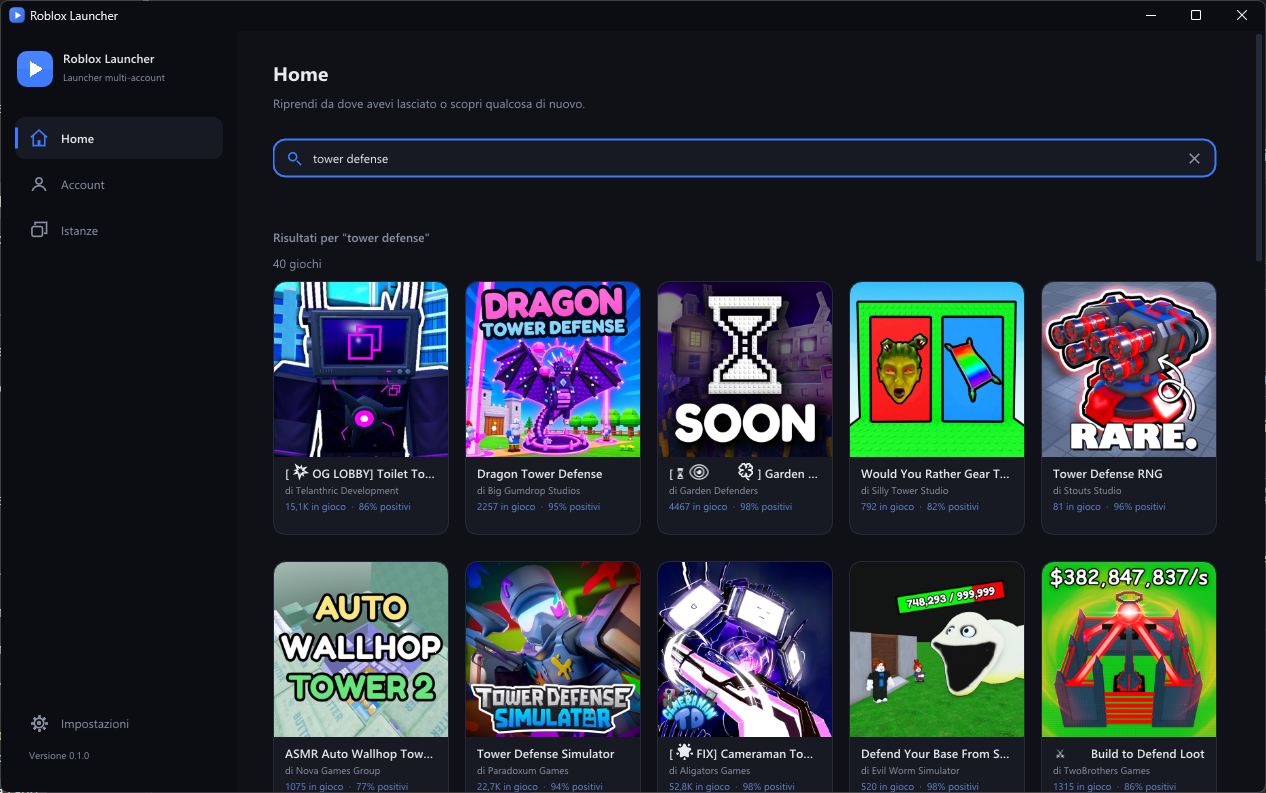 Roblox Launcher
Roblox Launcher
Launcher multi-account
Home
Account
Istanze
Impostazioni
Versione 0.1.0
Home
Riprendi da dove avevi lasciato o scopri qualcosa di nuovo.
tower defense
Risultati per "tower defense"
40 giochi
DRAGON
TOWER DEFENSE
SOON
RARE.
[💥 OG LOBBY] Toilet To...
di Telanthric Development
15,1K in gioco · 86% positivi
Dragon Tower Defense
di Big Gumdrop Studios
2257 in gioco · 95% positivi
[⏳ ] Garden ...
di Garden Defenders
4467 in gioco · 98% positivi
Would You Rather Gear T...
di Silly Tower Studio
792 in gioco · 82% positivi
Tower Defense RNG
di Stouts Studio
81 in gioco · 96% positivi
AUTO
WALLHOP
TOWER 2
TOWER DEFENSE
SIMULATOR
CAMERAMAN
TD
748,293 / 999,999
$382,847,837/s
ASMR Auto Wallhop Tow...
di Nova Games Group
1075 in gioco · 77% positivi
Tower Defense Simulator
di Paradoxum Games
22,7K in gioco · 94% positivi
[ FIX] Cameraman To...
di Aligators Games
52,8K in gioco · 98% positivi
Defend Your Base From S...
di Evil Worm Simulator
520 in gioco · 98% positivi
⚔ Build to Defend Loot
di TwoBrothers Games
1315 in gioco · 86% positivi